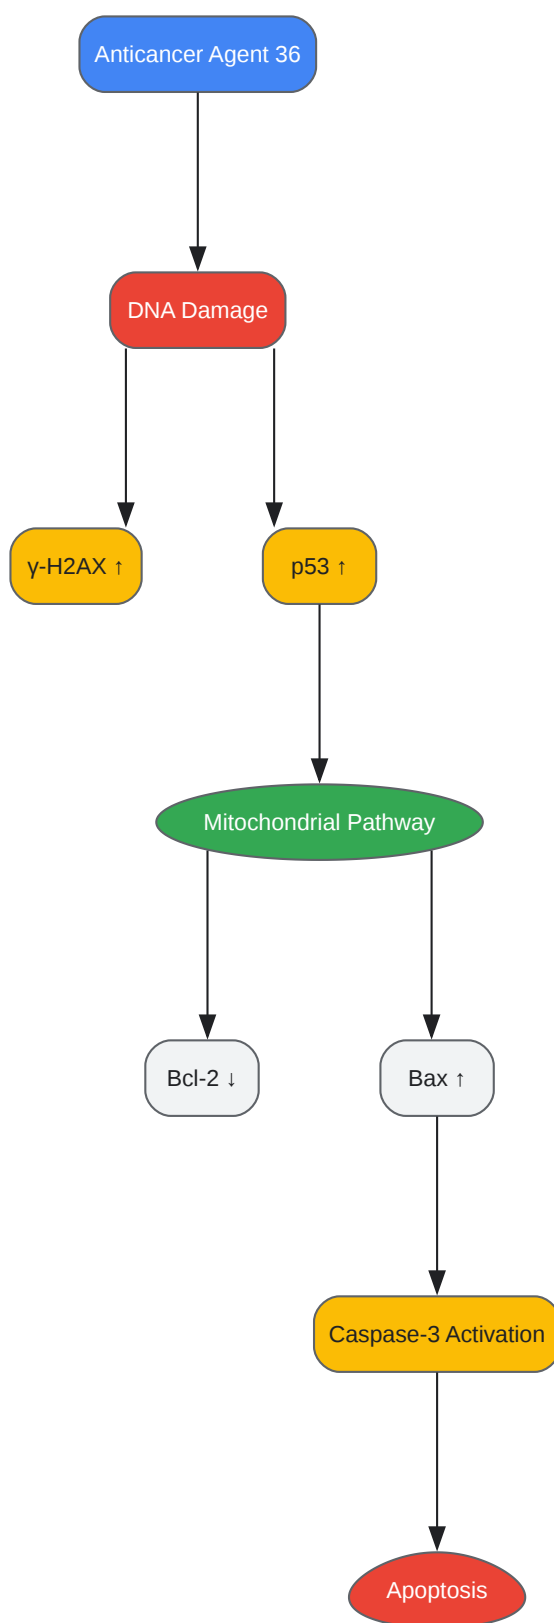 Anticancer Agent 36
DNA Damage
γ-H2AX ↑
p53 ↑
Mitochondrial Pathway
Bcl-2 ↓
Bax ↑
Caspase-3 Activation
Apoptosis